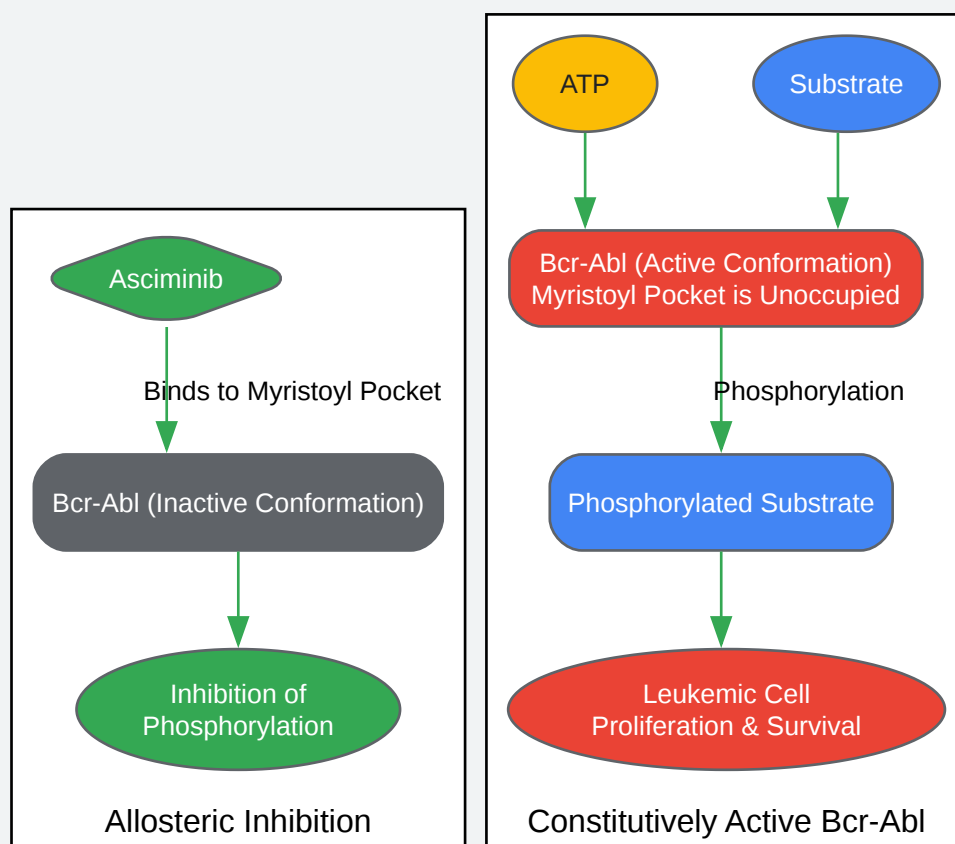 Asciminib
Binds to Myristoyl Pocket
Bcr-Abl (Inactive Conformation)
Inhibition of
Phosphorylation
Allosteric Inhibition
ATP
Substrate
Bcr-Abl (Active Conformation)
Myristoyl Pocket is Unoccupied
Phosphorylation
Phosphorylated Substrate
Leukemic Cell
Proliferation & Survival
Constitutively Active Bcr-Abl